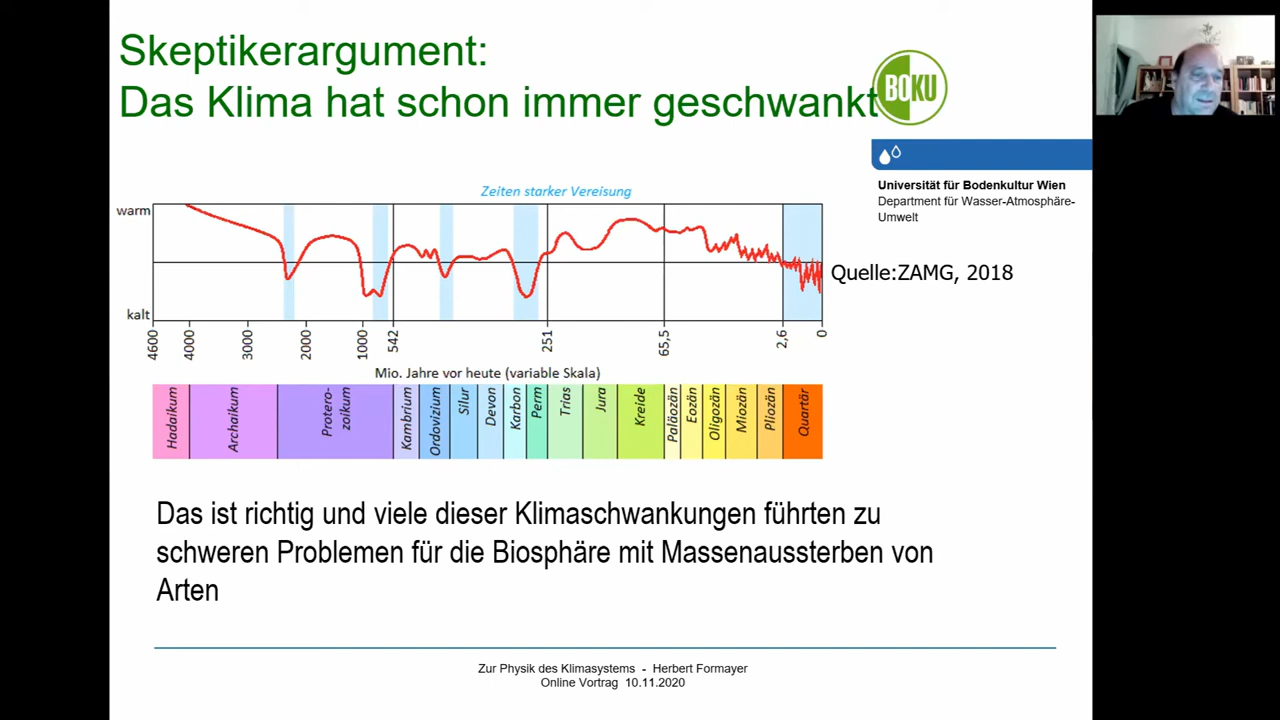 Skeptikerargument:
Das Klima hat schon immer geschwankt
BOKU
Universität für Bodenkultur Wien
Department für Wasser-Atmosphäre-
Umwelt
Zeiten starker Vereisung
warm
kalt
Quelle:ZAMG, 2018
4600
4000
3000
2000
1000
542
251
65,5
2,6
0
Mio. Jahre vor heute (variable Skala)
Hadaikum
Archaikum
Protero-
zoikum
Kambrium
Ordovizium
Silur
Devon
Karbon
Perm
Trias
Jura
Kreide
Paläozän
Eozän
Oligozän
Miozän
Pliozän
Quartär
Das ist richtig und viele dieser Klimaschwankungen führten zu
schweren Problemen für die Biosphäre mit Massenaussterben von
Arten
Zur Physik des Klimasystems - Herbert Formayer
Online Vortrag 10.11.2020